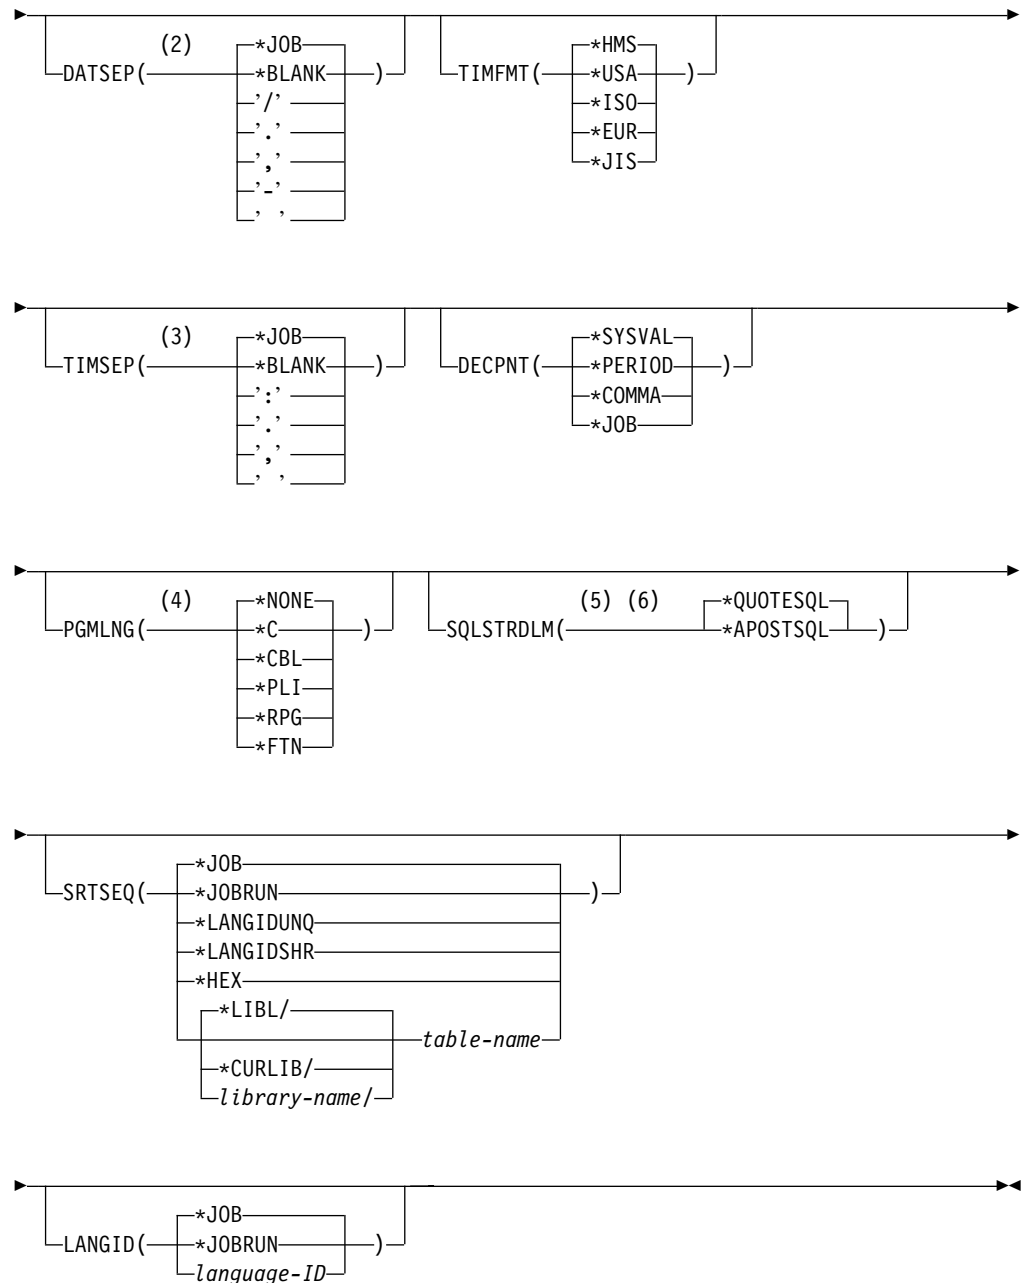 (2) *JOB *HMS
DATSEP( *BLANK ) TIMFMT( *USA )
'/' *ISO
'.' *EUR
',' *JIS
'-'
' '
(3) *JOB *SYSVAL
TIMSEP( *BLANK ) DECPNT( *PERIOD )
':' *COMMA
'.' *JOB
','
' '
(4) *NONE (5) (6) *QUOTESQL
PGMLNG( *C ) SQLSTRDLM( *APOSTSQL )
*CBL
*PLI
*RPG
*FTN
*JOB
SRTSEQ( *JOBRUN )
*LANGIDUNQ
*LANGIDSHR
*HEX
*LIBL/
table-name
*CURLIB/
library-name/
*JOB
LANGID( *JOBRUN )
language-ID